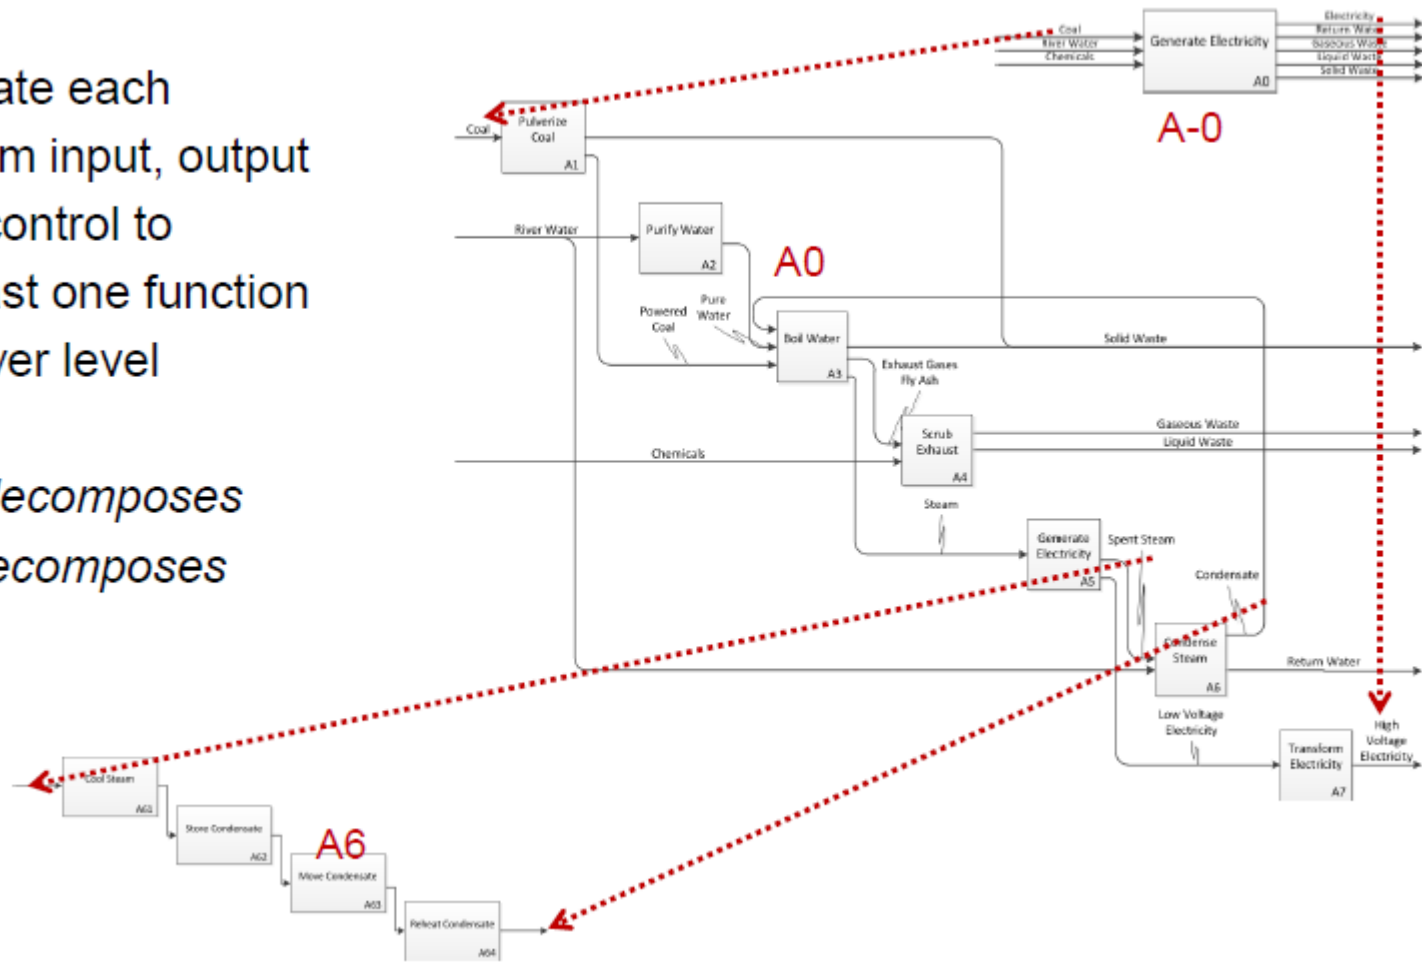 ate each
m input, output
control to
st one function
er level
ecomposes
ecomposes
Electricity
Return Water
Gaseous Waste
Liquid Waste
Solid Waste
Coal
River Water
Chemicals
Generate Electricity
A0
A-0
Coal
Pulverize
Coal
A1
River Water
Purify Water
A2
A0
Powered
Coal
Pure
Water
Boil Water
A3
Solid Waste
Exhaust Gases
Fly Ash
Scrub
Exhaust
A4
Gaseous Waste
Liquid Waste
Chemicals
Steam
Generate
Electricity
A5
Spent Steam
Condensate
Condense
Steam
A6
Return Water
Low Voltage
Electricity
Transform
Electricity
A7
High
Voltage
Electricity
Cool Steam
A61
Store Condensate
A62
A6
Move Condensate
A63
Reheat Condensate
A64